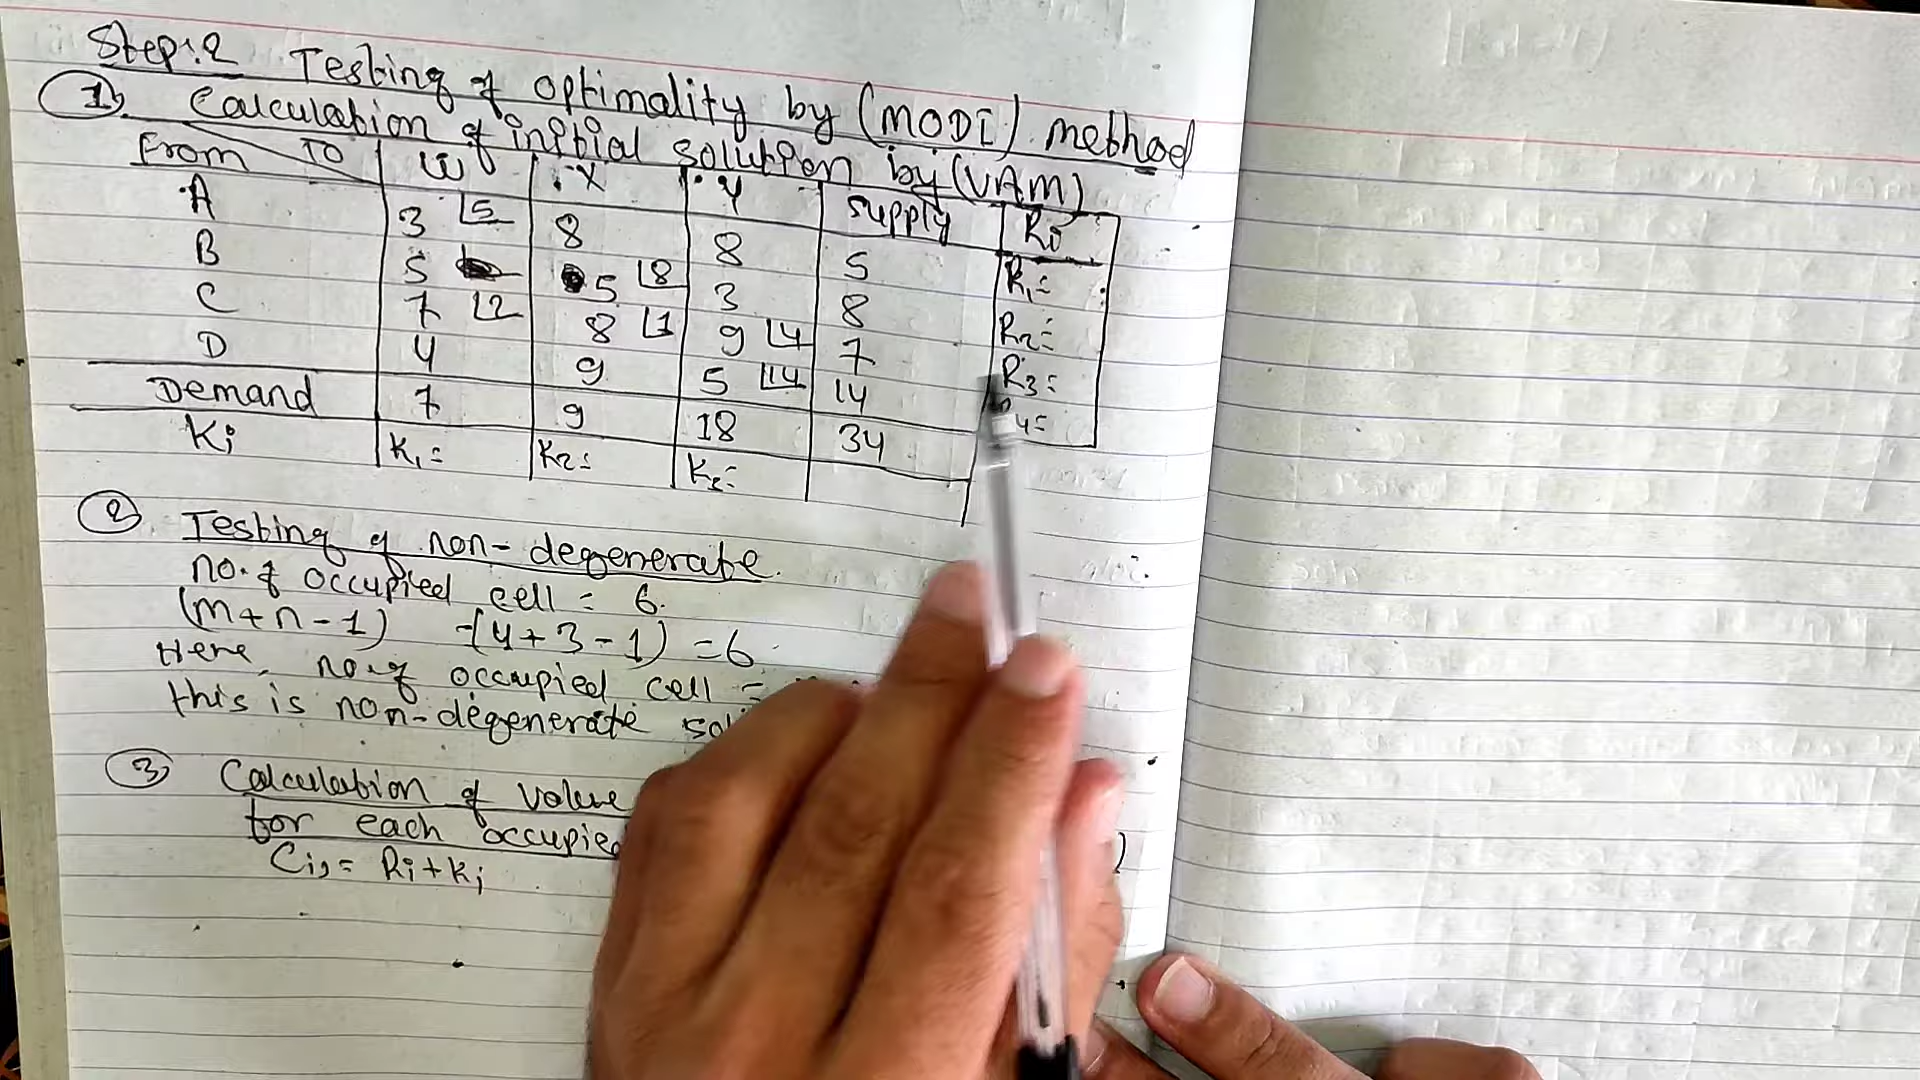 Step:2 Testing of optimality by (MODI) method
1) Calculation of initial solution by (VAM)
From TO W X Y Supply Ri
A 3 5 8 8 5 R1=
B 5 5 8 3 8 R2=
C 7 2 8 1 9 4 7 R3=
D 4 9 5 14 14 4=
Demand 7 9 18 34
Kj K1= K2= K3=
2 Testing of non-degenerate.
no. of occupied cell = 6.
(m+n-1) -(4+3-1) =6
Here, no. of occupied cell =
this is non-degenerate
3) Calculation of value
for each
Cij= Ri+Kj